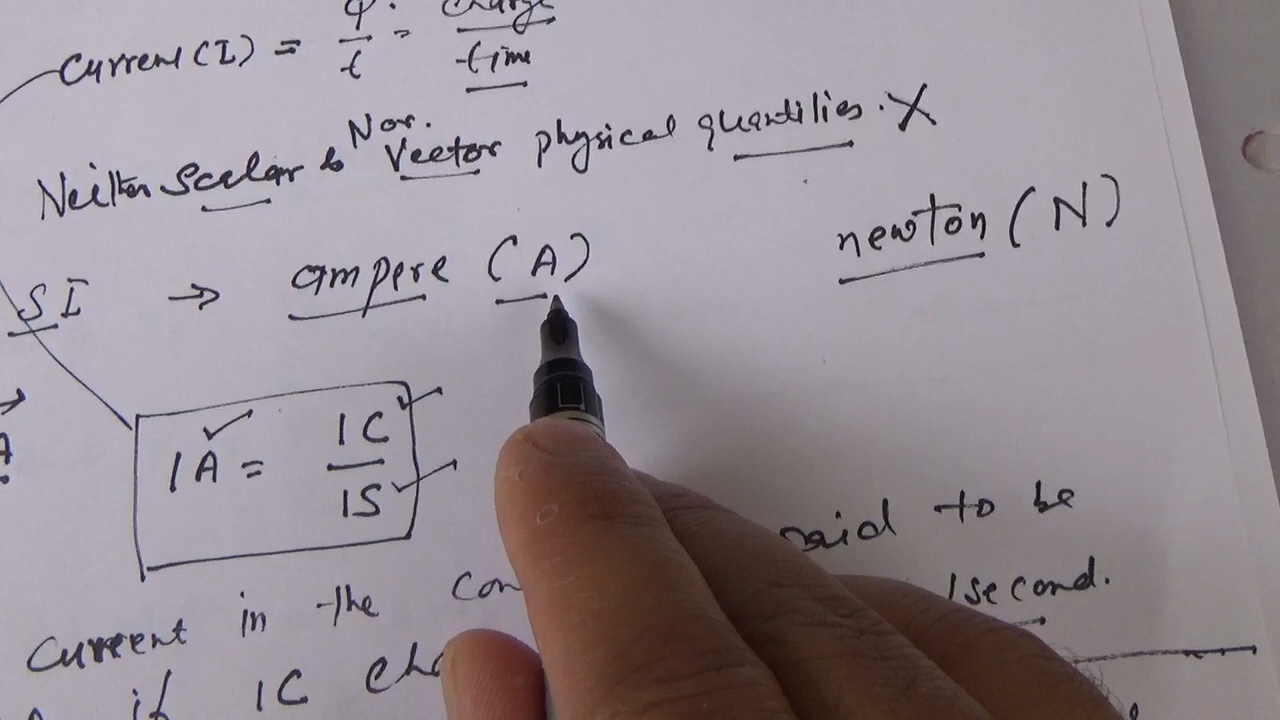 Current (I) = Q/t = charge/time
Nor.
Neither Scalar & Vector physical quantities. X
SI → ampere (A) newton (N)
1A = 1C/1S
Current in the con said to be
if 1C cha 1second.